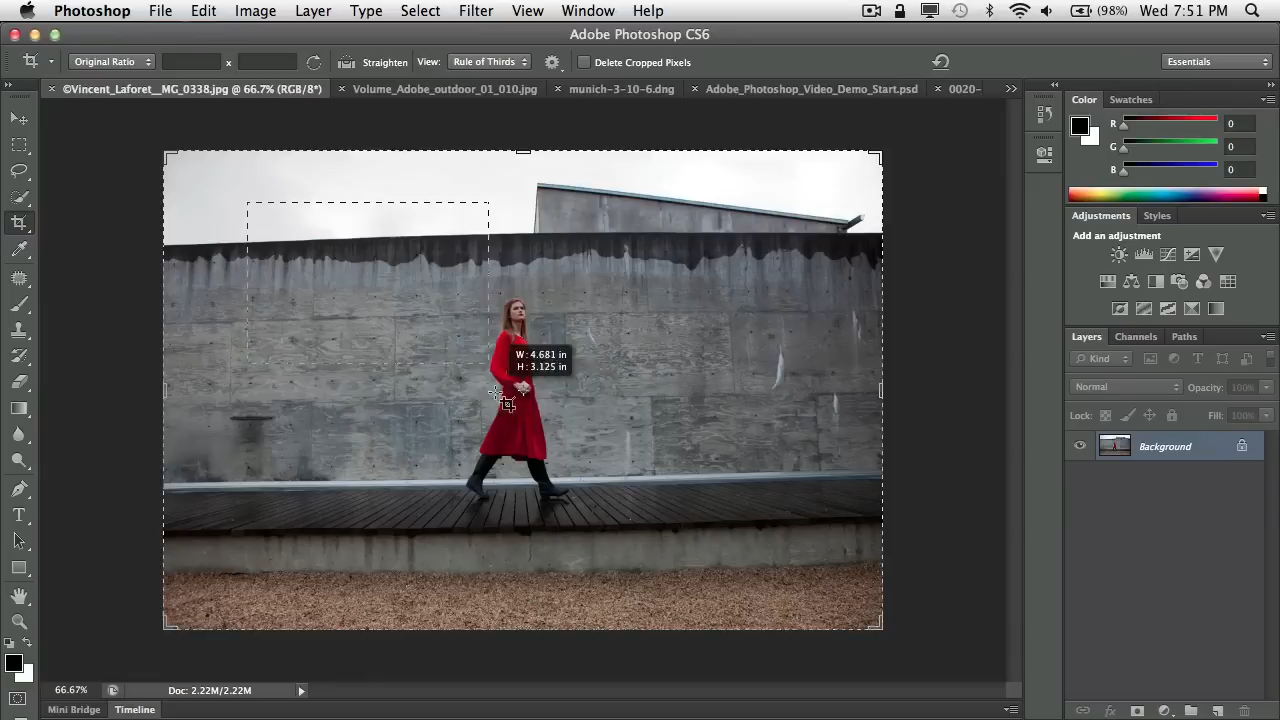 Photoshop File Edit Image Layer Type Select Filter View Window Help (98%) Wed 7:51 PM
Adobe Photoshop CS6
Original Ratio x Straighten View: Rule of Thirds Delete Cropped Pixels Essentials
©Vincent_Laforet__MG_0338.jpg @ 66.7% (RGB/8*) Volume_Adobe_outdoor_01_010.jpg munich-3-10-6.dng Adobe_Photoshop_Video_Demo_Start.psd 0020-
Color Swatches
R 0
G 0
B 0
Adjustments Styles
Add an adjustment
Layers Channels Paths
Kind
Normal Opacity: 100%
Lock: Fill: 100%
Background
W: 4.681 in
H: 3.125 in
66.67% Doc: 2.22M/2.22M
Mini Bridge Timeline